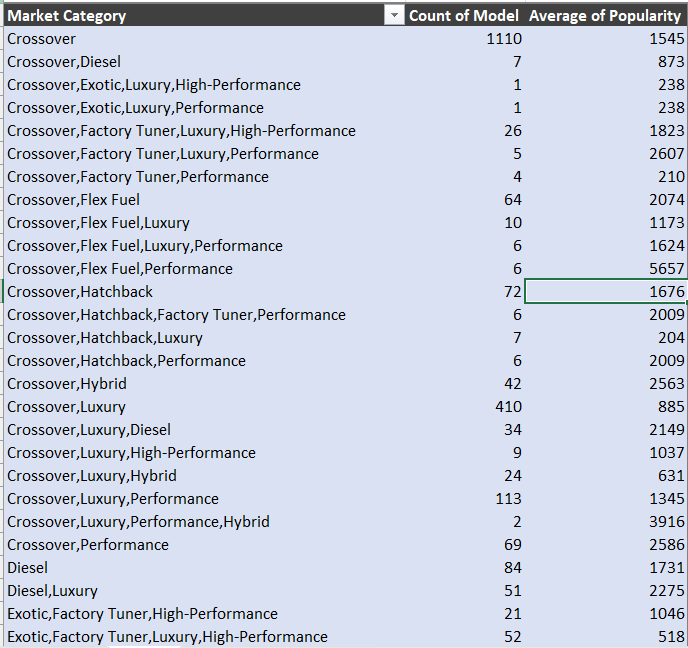 Market Category Count of Model Average of Popularity
Crossover 1110 1545
Crossover,Diesel 7 873
Crossover,Exotic,Luxury,High-Performance 1 238
Crossover,Exotic,Luxury,Performance 1 238
Crossover,Factory Tuner,Luxury,High-Performance 26 1823
Crossover,Factory Tuner,Luxury,Performance 5 2607
Crossover,Factory Tuner,Performance 4 210
Crossover,Flex Fuel 64 2074
Crossover,Flex Fuel,Luxury 10 1173
Crossover,Flex Fuel,Luxury,Performance 6 1624
Crossover,Flex Fuel,Performance 6 5657
Crossover,Hatchback 72 1676
Crossover,Hatchback,Factory Tuner,Performance 6 2009
Crossover,Hatchback,Luxury 7 204
Crossover,Hatchback,Performance 6 2009
Crossover,Hybrid 42 2563
Crossover,Luxury 410 885
Crossover,Luxury,Diesel 34 2149
Crossover,Luxury,High-Performance 9 1037
Crossover,Luxury,Hybrid 24 631
Crossover,Luxury,Performance 113 1345
Crossover,Luxury,Performance,Hybrid 2 3916
Crossover,Performance 69 2586
Diesel 84 1731
Diesel,Luxury 51 2275
Exotic,Factory Tuner,High-Performance 21 1046
Exotic,Factory Tuner,Luxury,High-Performance 52 518